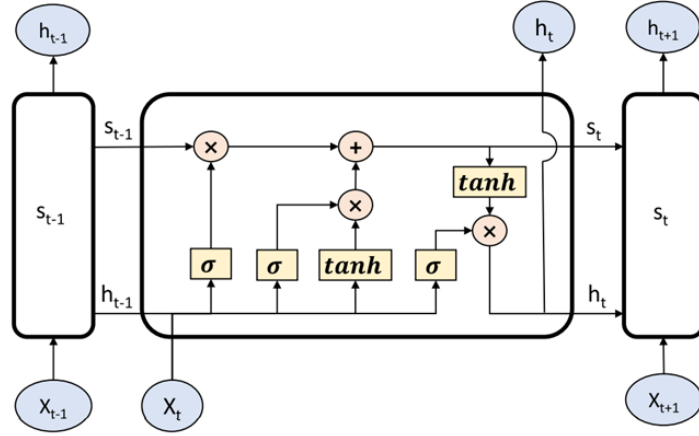 h_{t-1}
h_t
h_{t+1}
s_{t-1}
s_t
×
+
tanh
×
×
s_{t-1}
s_t
σ
σ
tanh
σ
h_{t-1}
h_t
X_{t-1}
X_t
X_{t+1}